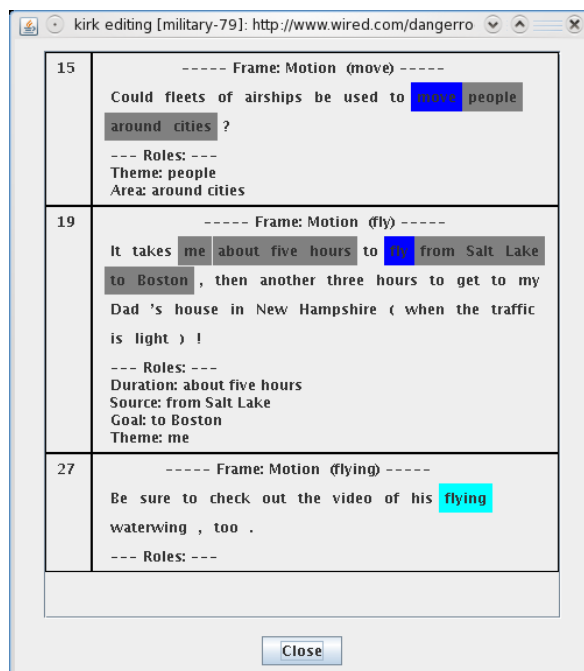 kirk editing [military-79]: http://www.wired.com/dangerro
15
----- Frame: Motion (move) -----
Could fleets of airships be used to move people
around cities ?
--- Roles: ---
Theme: people
Area: around cities
19
----- Frame: Motion (fly) -----
It takes me about five hours to fly from Salt Lake
to Boston , then another three hours to get to my
Dad 's house in New Hampshire ( when the traffic
is light ) !
--- Roles: ---
Duration: about five hours
Source: from Salt Lake
Goal: to Boston
Theme: me
27
----- Frame: Motion (flying) -----
Be sure to check out the video of his flying
waterwing , too .
--- Roles: ---
Close